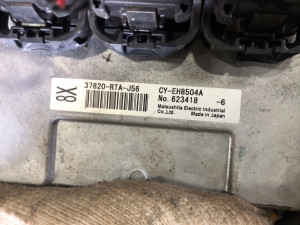 8X
37820-RTA-J56 CY-EH8504A
No. 623418 -6
Matsushita Electric Industrial
Co.,Ltd. Made in Japan